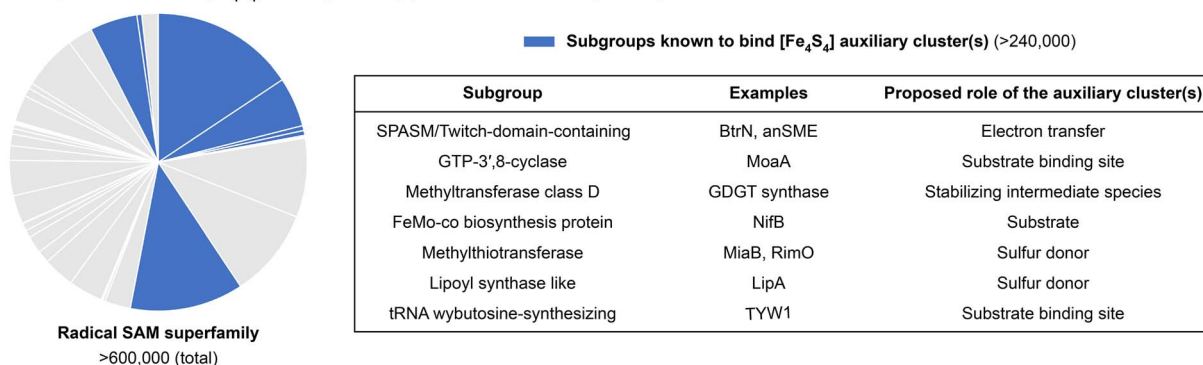 Subgroups known to bind [Fe₄S₄] auxiliary cluster(s) (>240,000)
Subgroup Examples Proposed role of the auxiliary cluster(s)
SPASM/Twitch-domain-containing BtrN, anSME Electron transfer
GTP-3′,8-cyclase MoaA Substrate binding site
Methyltransferase class D GDGT synthase Stabilizing intermediate species
FeMo-co biosynthesis protein NifB Substrate
Methylthiotransferase MiaB, RimO Sulfur donor
Lipoyl synthase like LipA Sulfur donor
tRNA wybutosine-synthesizing TYW1 Substrate binding site
Radical SAM superfamily
>600,000 (total)